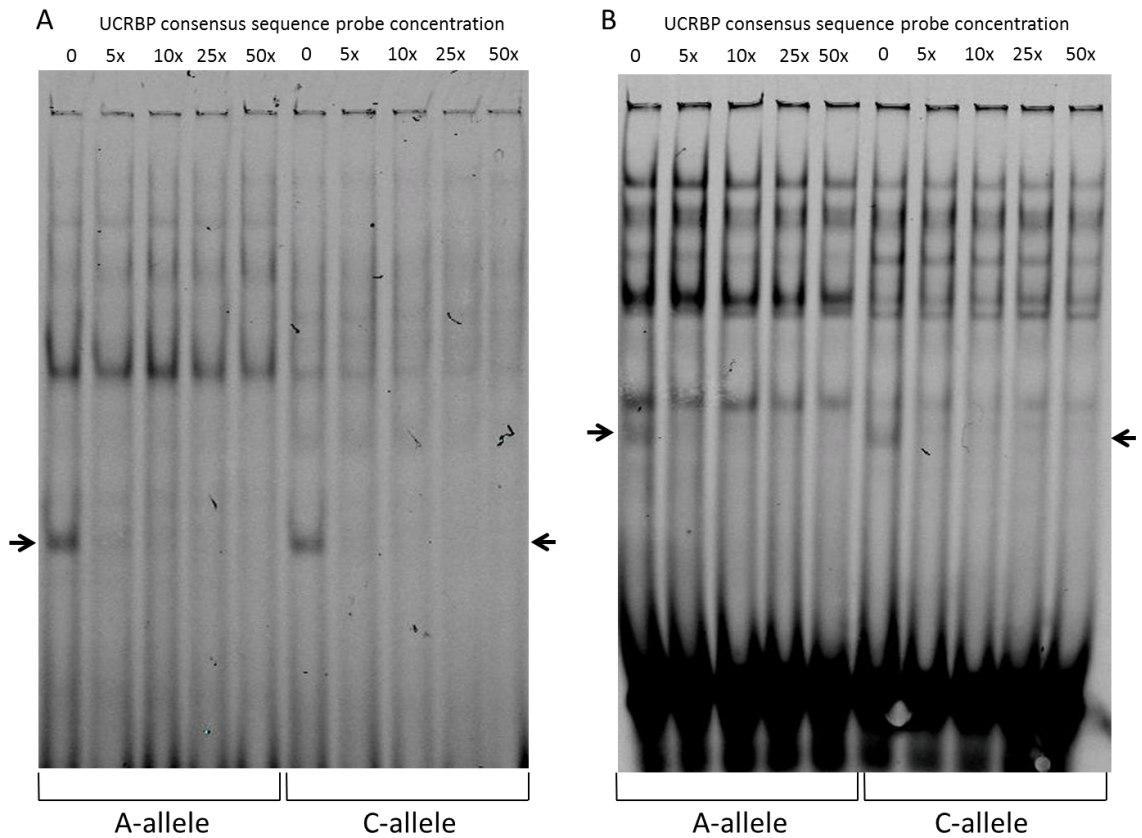 A
UCRBP consensus sequence probe concentration
0 5x 10x 25x 50x 0 5x 10x 25x 50x
A-allele C-allele
B
UCRBP consensus sequence probe concentration
0 5x 10x 25x 50x 0 5x 10x 25x 50x
A-allele C-allele